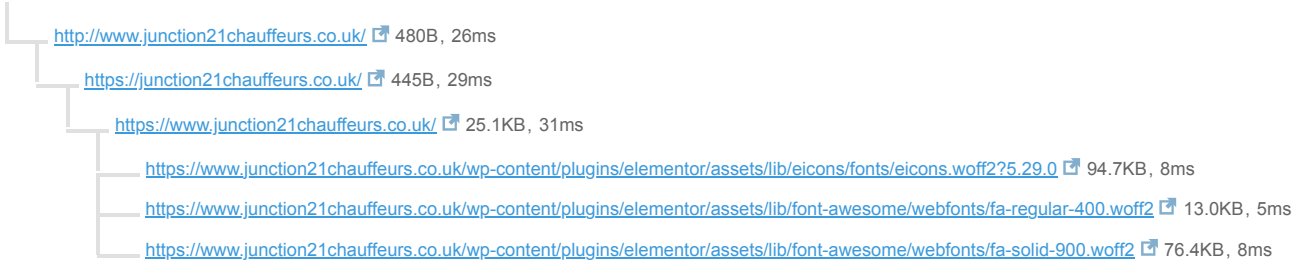 http://www.junction21chauffeurs.co.uk/ 480B, 26ms
https://junction21chauffeurs.co.uk/ 445B, 29ms
https://www.junction21chauffeurs.co.uk/ 25.1KB, 31ms
https://www.junction21chauffeurs.co.uk/wp-content/plugins/elementor/assets/lib/eicons/fonts/eicons.woff2?5.29.0 94.7KB, 8ms
https://www.junction21chauffeurs.co.uk/wp-content/plugins/elementor/assets/lib/font-awesome/webfonts/fa-regular-400.woff2 13.0KB, 5ms
https://www.junction21chauffeurs.co.uk/wp-content/plugins/elementor/assets/lib/font-awesome/webfonts/fa-solid-900.woff2 76.4KB, 8ms